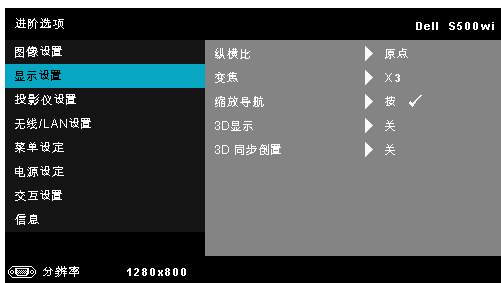 进阶选项 Dell S500wi
图像设置
显示设置
投影仪设置
无线/LAN设置
菜单设定
电源设定
交互设置
信息
纵横比 原点
变焦 X3
缩放导航 按 ✓
3D显示 关
3D 同步倒置 关
分辨率 1280x800